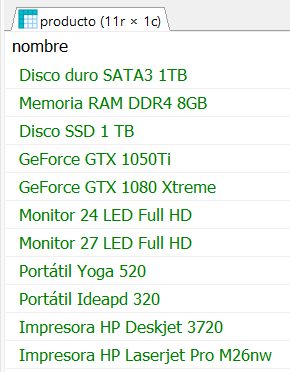 producto (11r × 1c)
nombre
Disco duro SATA3 1TB
Memoria RAM DDR4 8GB
Disco SSD 1 TB
GeForce GTX 1050Ti
GeForce GTX 1080 Xtreme
Monitor 24 LED Full HD
Monitor 27 LED Full HD
Portátil Yoga 520
Portátil Ideapd 320
Impresora HP Deskjet 3720
Impresora HP Laserjet Pro M26nw